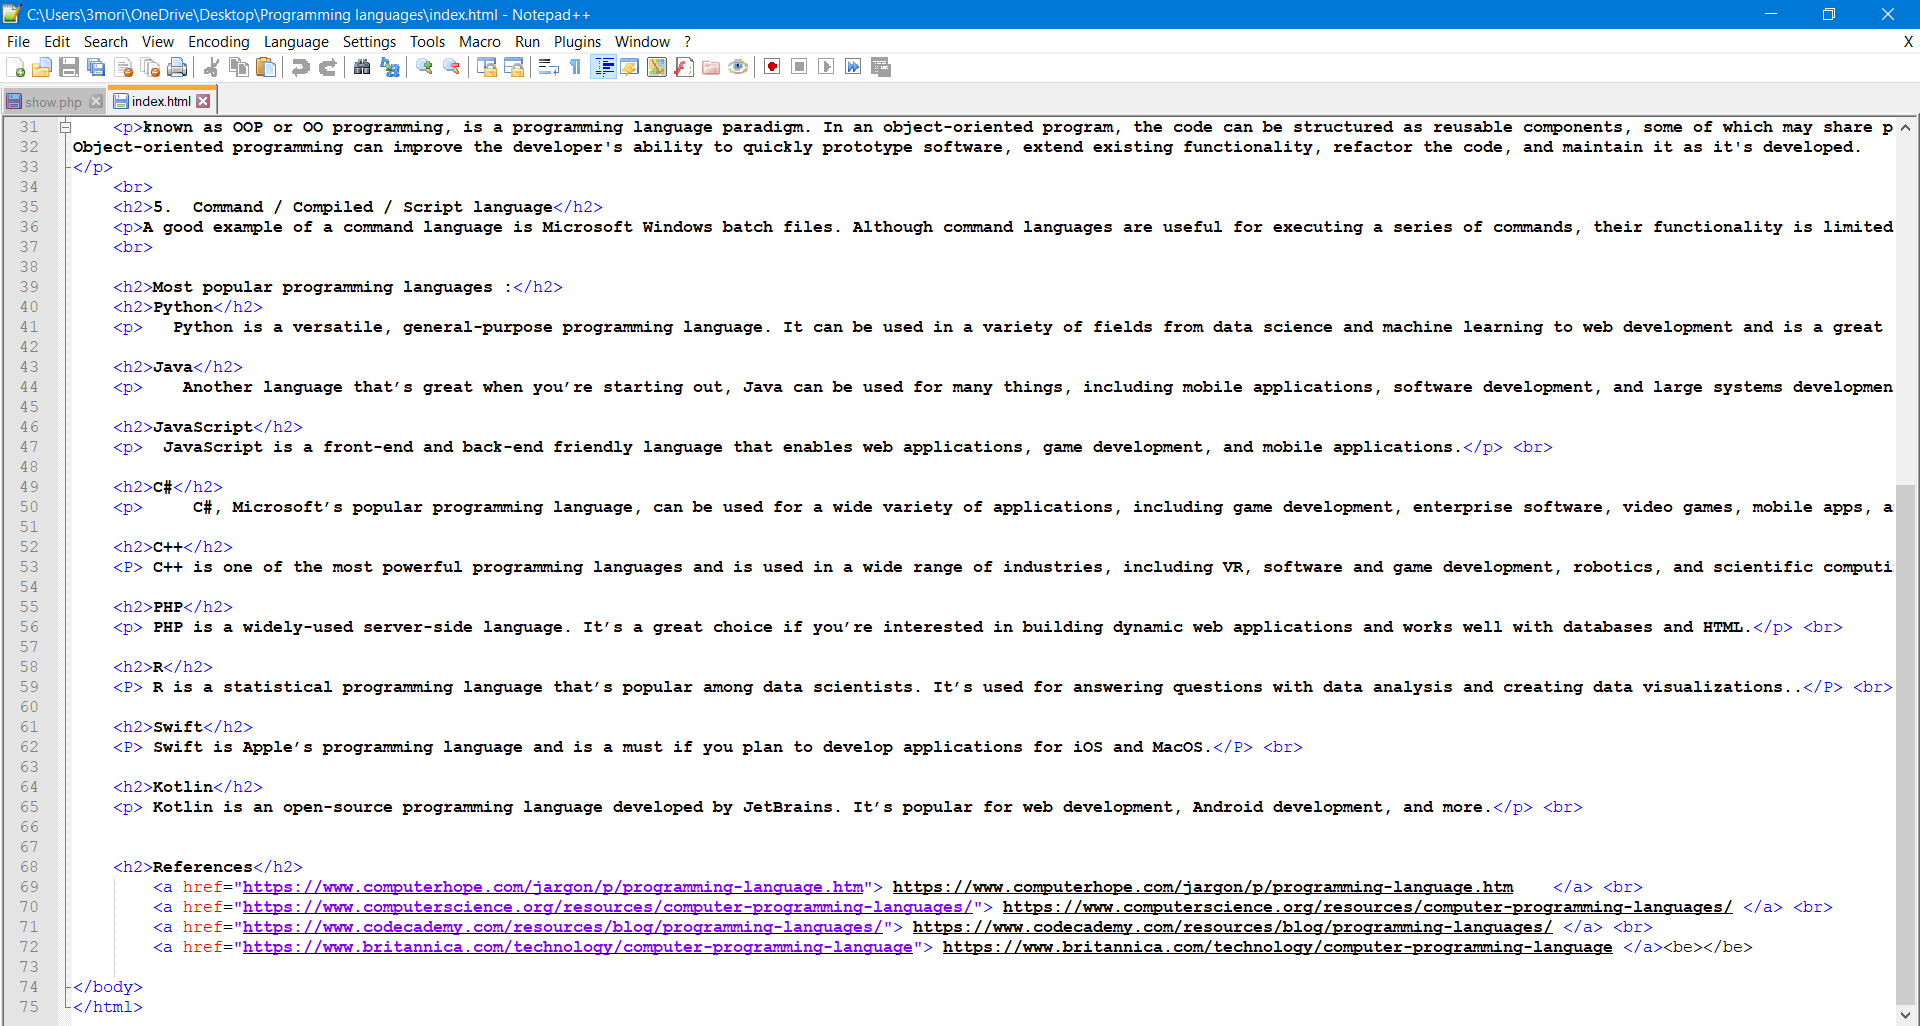 C:\Users\3mori\OneDrive\Desktop\Programming languages\index.html - Notepad++
File Edit Search View Encoding Language Settings Tools Macro Run Plugins Window ? X
show.php index.html
31 <p>known as OOP or OO programming, is a programming language paradigm. In an object-oriented program, the code can be structured as reusable components, some of which may share p
32 Object-oriented programming can improve the developer's ability to quickly prototype software, extend existing functionality, refactor the code, and maintain it as it's developed.
33 </p>
34 <br>
35 <h2>5.  Command / Compiled / Script language</h2>
36 <p>A good example of a command language is Microsoft Windows batch files. Although command languages are useful for executing a series of commands, their functionality is limited
37 <br>
38
39 <h2>Most popular programming languages :</h2>
40 <h2>Python</h2>
41 <p>   Python is a versatile, general-purpose programming language. It can be used in a variety of fields from data science and machine learning to web development and is a great
42
43 <h2>Java</h2>
44 <p>    Another language that’s great when you’re starting out, Java can be used for many things, including mobile applications, software development, and large systems developmen
45
46 <h2>JavaScript</h2>
47 <p>  JavaScript is a front-end and back-end friendly language that enables web applications, game development, and mobile applications.</p> <br>
48
49 <h2>C#</h2>
50 <p>     C#, Microsoft’s popular programming language, can be used for a wide variety of applications, including game development, enterprise software, video games, mobile apps, a
51
52 <h2>C++</h2>
53 <P> C++ is one of the most powerful programming languages and is used in a wide range of industries, including VR, software and game development, robotics, and scientific computi
54
55 <h2>PHP</h2>
56 <p> PHP is a widely-used server-side language. It’s a great choice if you’re interested in building dynamic web applications and works well with databases and HTML.</p> <br>
57
58 <h2>R</h2>
59 <P> R is a statistical programming language that’s popular among data scientists. It’s used for answering questions with data analysis and creating data visualizations..</P> <br>
60
61 <h2>Swift</h2>
62 <P> Swift is Apple’s programming language and is a must if you plan to develop applications for iOS and MacOS.</P> <br>
63
64 <h2>Kotlin</h2>
65 <p> Kotlin is an open-source programming language developed by JetBrains. It’s popular for web development, Android development, and more.</p> <br>
66
67
68 <h2>References</h2>
69 <a href="https://www.computerhope.com/jargon/p/programming-language.htm"> https://www.computerhope.com/jargon/p/programming-language.htm    </a> <br>
70 <a href="https://www.computerscience.org/resources/computer-programming-languages/"> https://www.computerscience.org/resources/computer-programming-languages/ </a> <br>
71 <a href="https://www.codecademy.com/resources/blog/programming-languages/"> https://www.codecademy.com/resources/blog/programming-languages/ </a> <br>
72 <a href="https://www.britannica.com/technology/computer-programming-language"> https://www.britannica.com/technology/computer-programming-language </a><be></be>
73
74 </body>
75 </html>